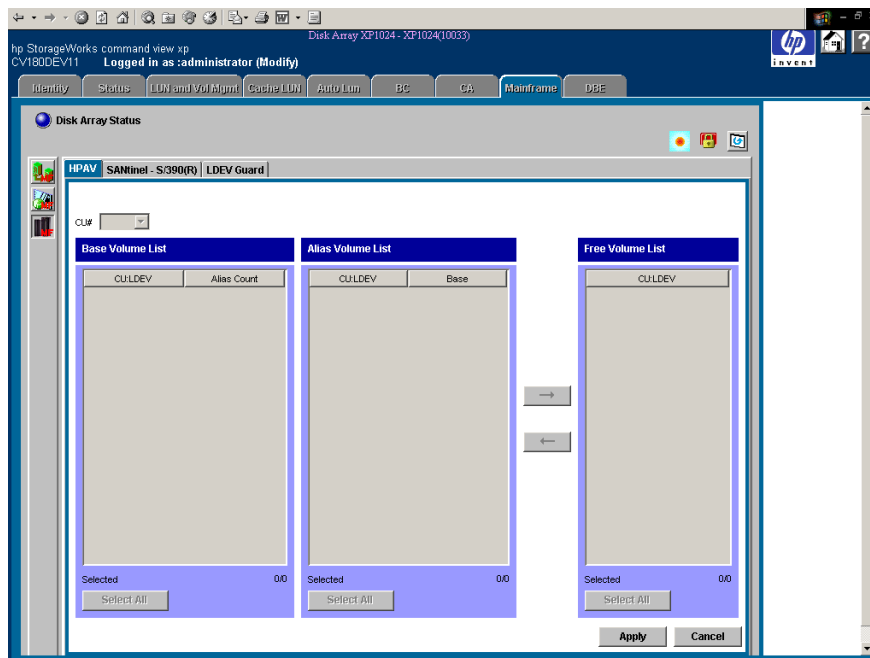 Disk Array XP1024 - XP1024(10033)
hp StorageWorks command view xp
CV180DEV11 Logged in as :administrator (Modify)
hp
invent
Identity Status LUN and Vol Mgmt Cache LUN Auto Lun BC CA Mainframe DBE
Disk Array Status
HPAV SANtinel - S/390(R) LDEV Guard
CU#
Base Volume List Alias Volume List Free Volume List
CU:LDEV Alias Count CU:LDEV Base CU:LDEV
Selected 0/0 Selected 0/0 Selected 0/0
Select All Select All Select All
Apply Cancel